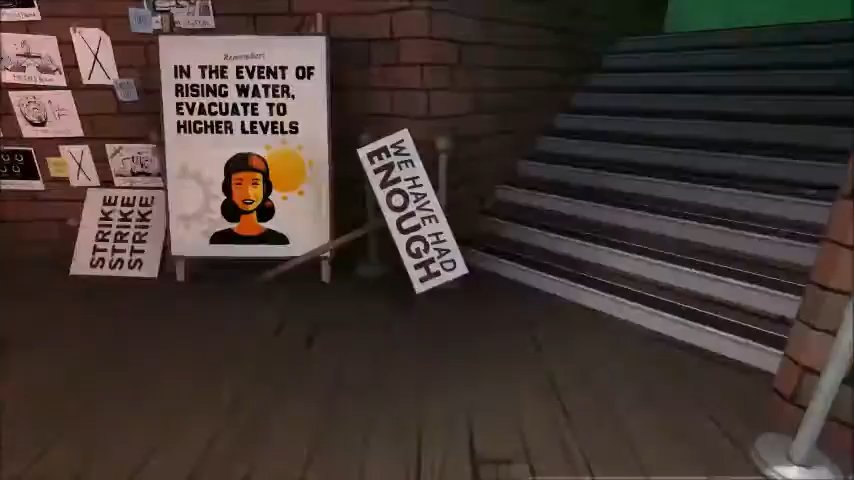 Remember!
IN THE EVENT OF
RISING WATER,
EVACUATE TO
HIGHER LEVELS
WE HAVE HAD
ENOUGH
STRIKE
STRIKE
STRIKE